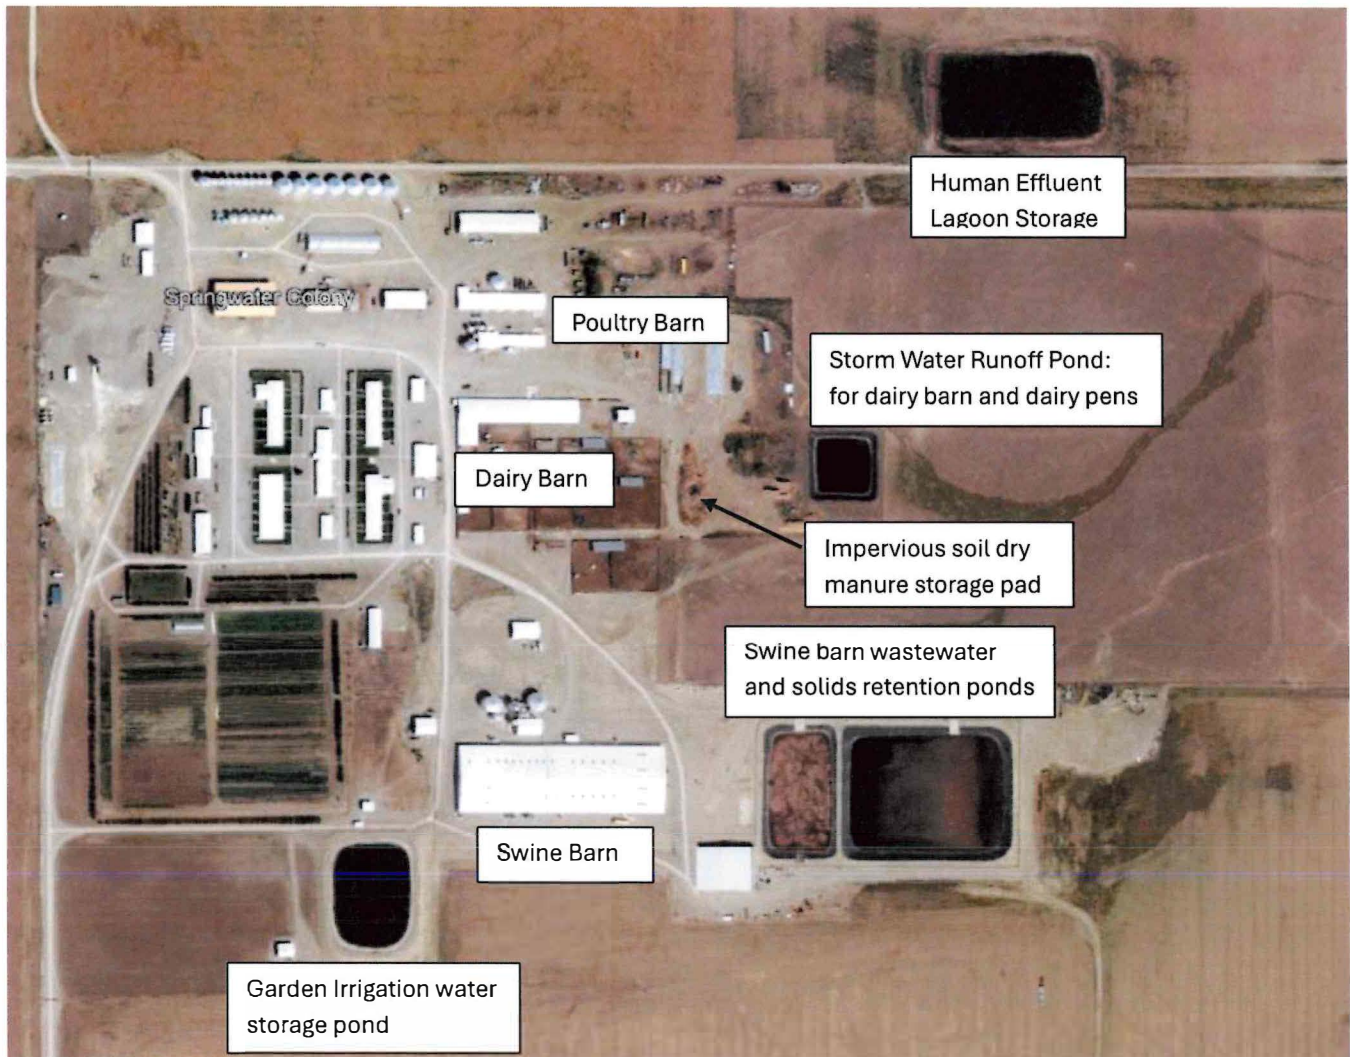 Human Effluent
Lagoon Storage
Springwater Colony
Poultry Barn
Storm Water Runoff Pond:
for dairy barn and dairy pens
Dairy Barn
Impervious soil dry
manure storage pad
Swine barn wastewater
and solids retention ponds
Swine Barn
Garden Irrigation water
storage pond